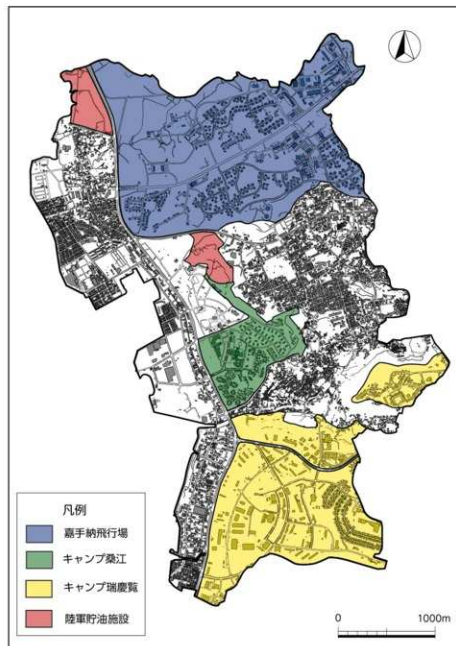 凡例
嘉手納飛行場
キャンプ桑江
キャンプ瑞慶覧
陸軍貯油施設
0 1000m